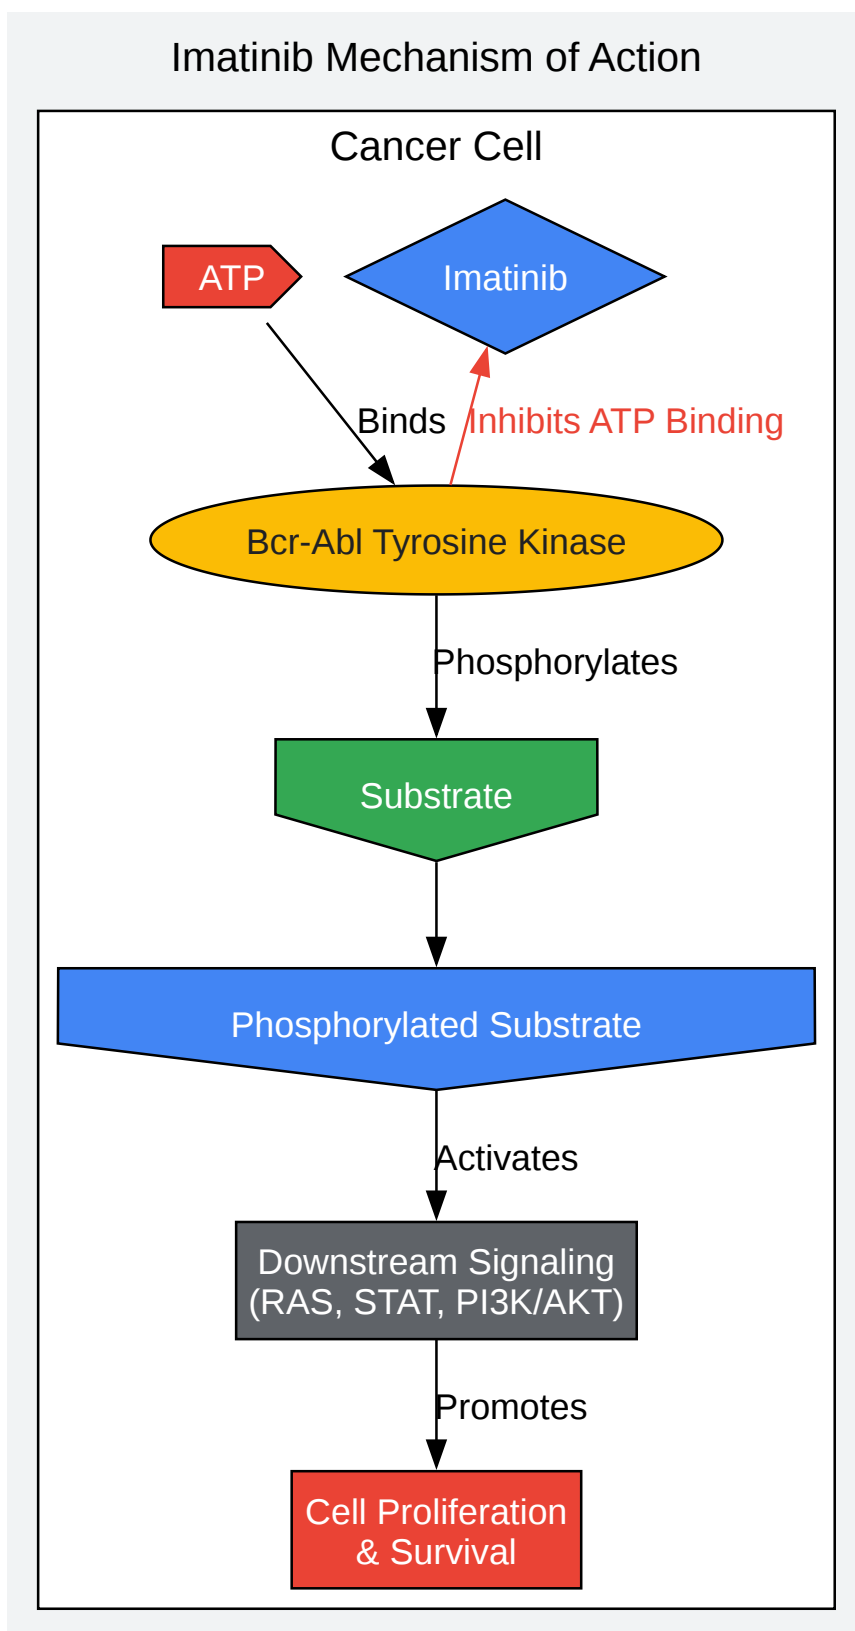 Imatinib Mechanism of Action
Cancer Cell
ATP
Imatinib
Binds
Inhibits ATP Binding
Bcr-Abl Tyrosine Kinase
Phosphorylates
Substrate
Phosphorylated Substrate
Activates
Downstream Signaling
(RAS, STAT, PI3K/AKT)
Promotes
Cell Proliferation
& Survival